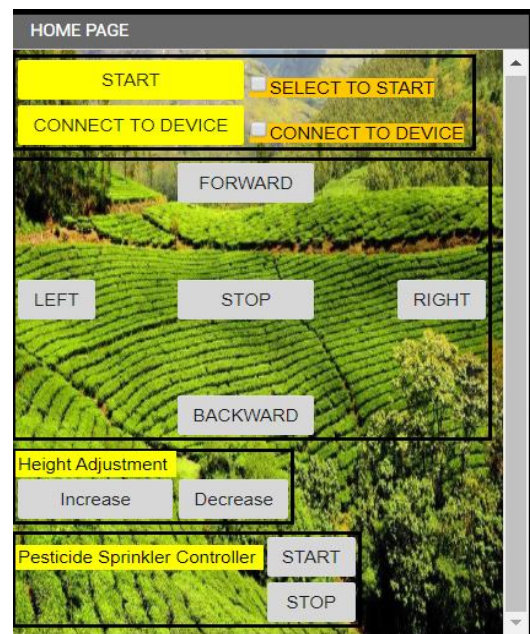 HOME PAGE
START
SELECT TO START
CONNECT TO DEVICE
CONNECT TO DEVICE
FORWARD
LEFT STOP RIGHT
BACKWARD
Height Adjustment
Increase Decrease
Pesticide Sprinkler Controller START
STOP